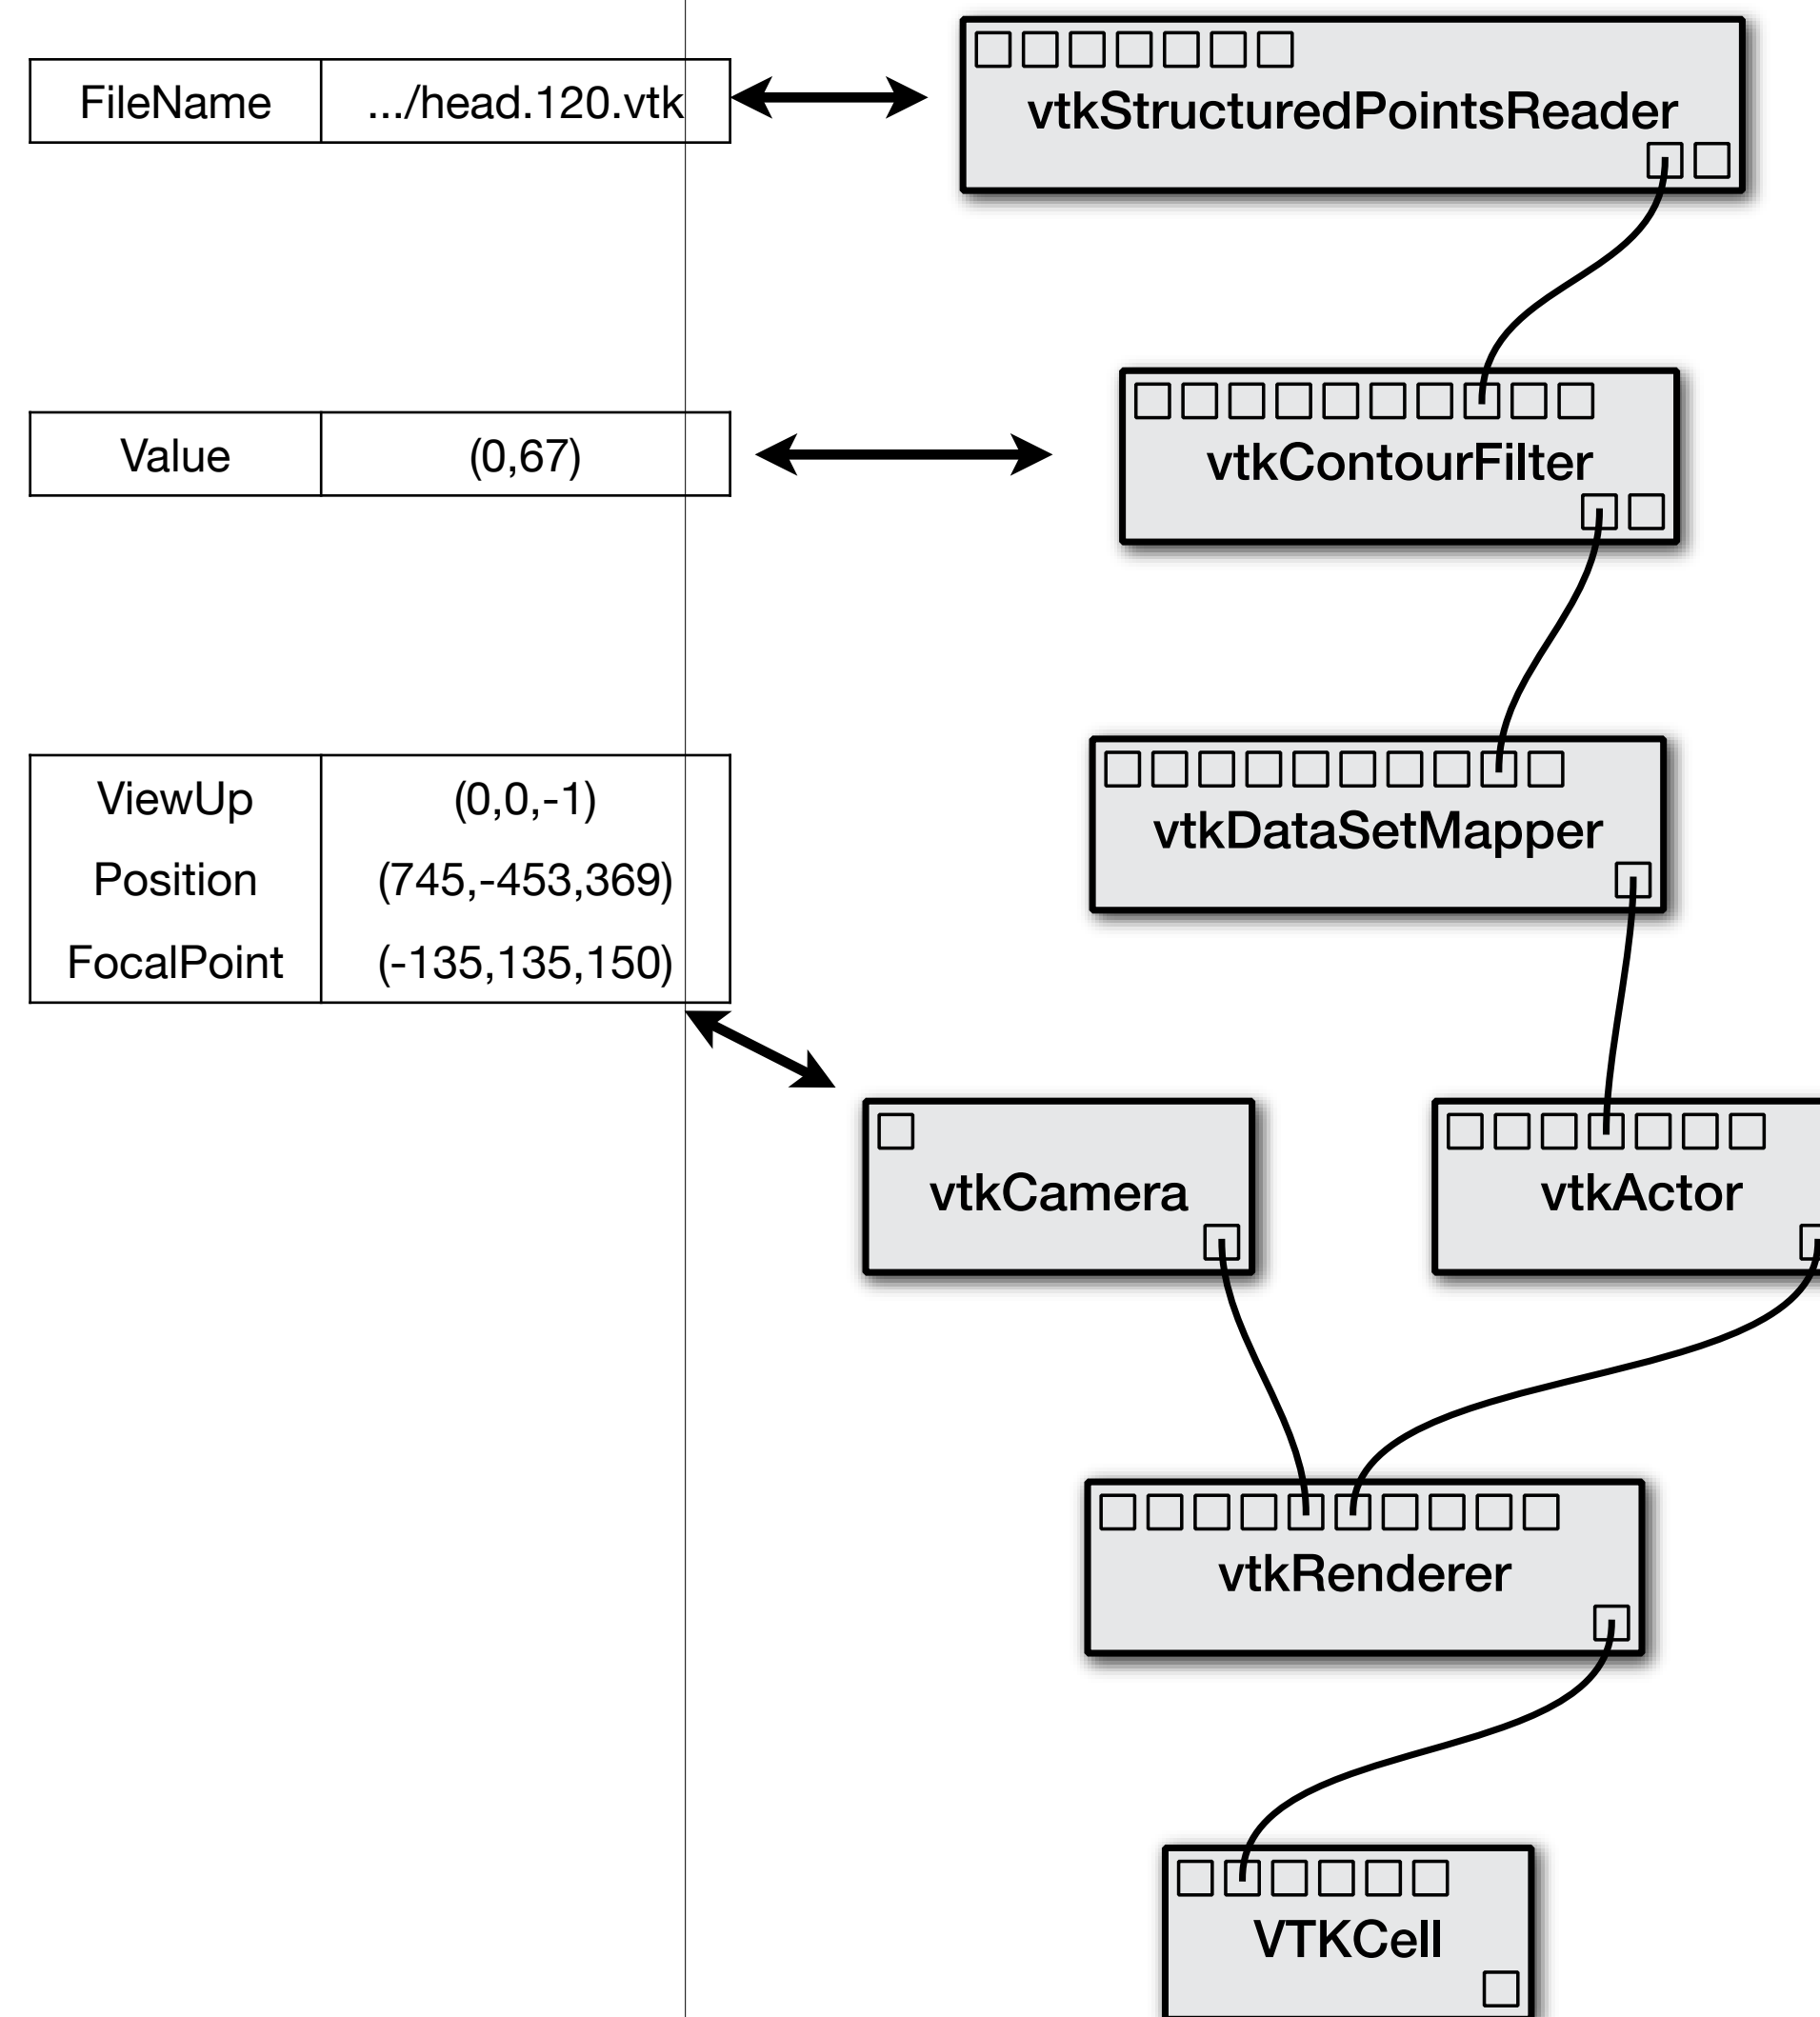 FileName .../head.120.vtk
vtkStructuredPointsReader
Value (0,67)
vtkContourFilter
ViewUp (0,0,-1)
Position (745,-453,369)
FocalPoint (-135,135,150)
vtkDataSetMapper
vtkCamera
vtkActor
vtkRenderer
VTKCell